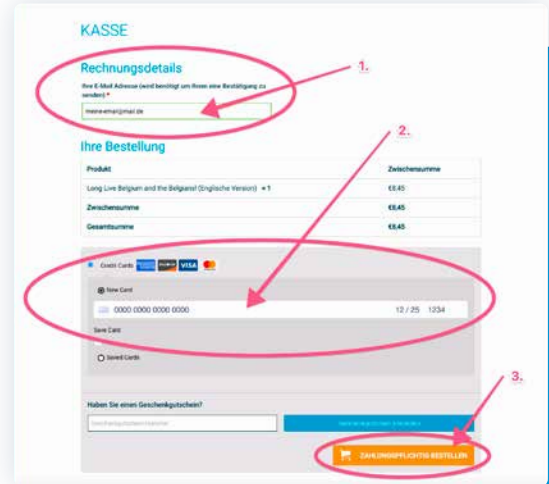 KASSE
Rechnungsdetails
1.
Ihre E-Mail Adresse (wird benötigt um Ihnen eine Bestätigung zu
senden) *
meine-email@mail.de
2.
Ihre Bestellung
Produkt Zwischensumme
Long Live Belgium and the Belgians! (Englische Version) × 1 €8,45
Zwischensumme €8,45
Gesamtsumme €8,45
Credit Cards VISA
New Card
0000 0000 0000 0000 12 / 25 1234
Save Card
Saved Cards
3.
Haben Sie einen Geschenkgutschein?
ZAHLUNGSPFLICHTIG BESTELLEN